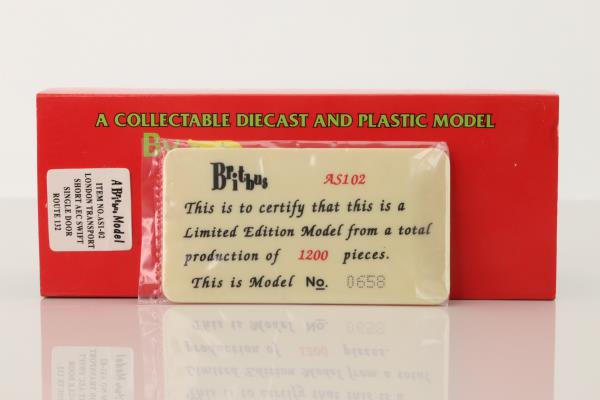 A COLLECTABLE DIECAST AND PLASTIC MODEL
By
A Britbus Model
ITEM NO.AS1-02
LONDON TRANSPORT
SHORT AEC SWIFT
SINGLE DOOR
ROUTE 132
Britbus AS102
This is to certify that this is a
Limited Edition Model from a total
production of 1200 pieces.
This is Model No. 0658